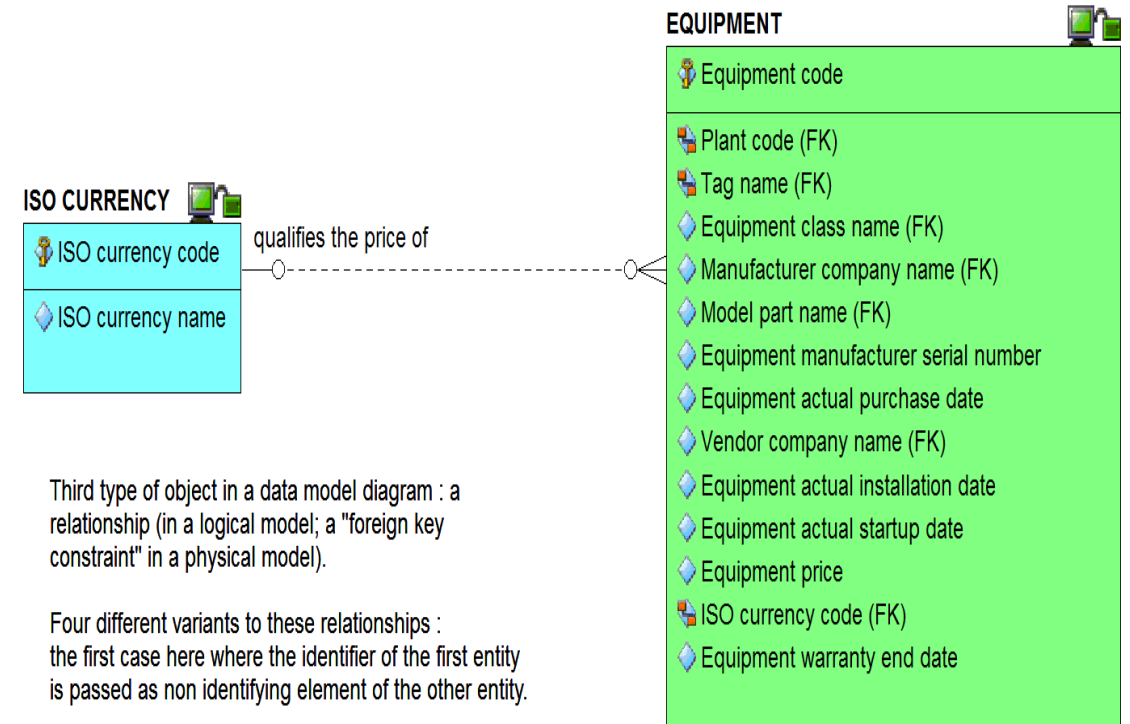 EQUIPMENT
Equipment code
Plant code (FK)
Tag name (FK)
Equipment class name (FK)
Manufacturer company name (FK)
Model part name (FK)
Equipment manufacturer serial number
Equipment actual purchase date
Vendor company name (FK)
Equipment actual installation date
Equipment actual startup date
Equipment price
ISO currency code (FK)
Equipment warranty end date
ISO CURRENCY
ISO currency code
ISO currency name
qualifies the price of
Third type of object in a data model diagram : a
relationship (in a logical model; a "foreign key
constraint" in a physical model).
Four different variants to these relationships :
the first case here where the identifier of the first entity
is passed as non identifying element of the other entity.